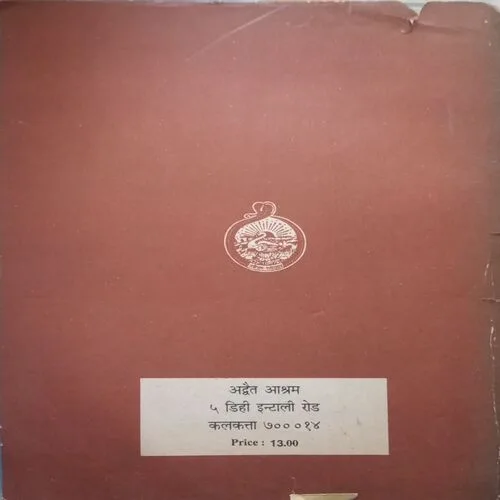 अद्वैत आश्रम
५ डिही इन्टाली रोड
कलकत्ता ७०००१४
Price : 13.00